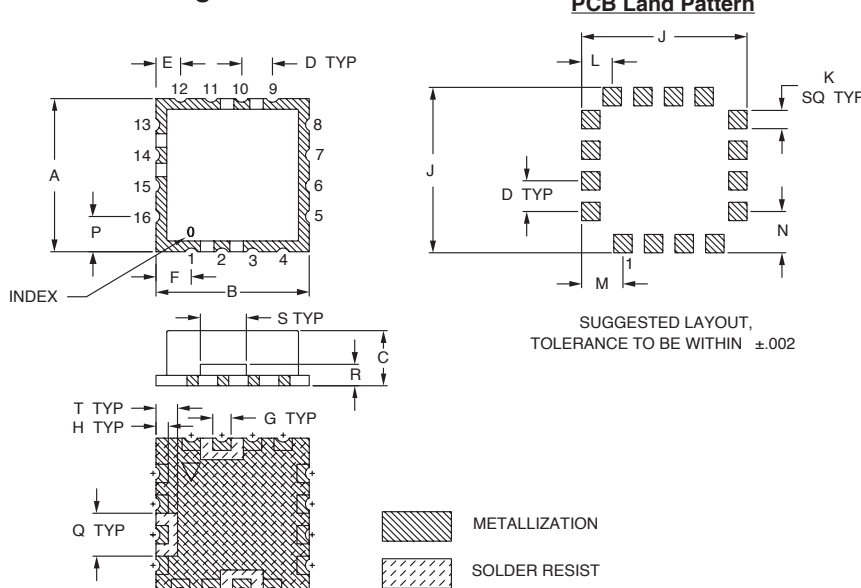 PCB Land Pattern
E
D TYP
12 11 10 9
13
14
15
16
8
7
6
5
A
P
0
1 2 3 4
F
B
INDEX
J
L
K
SQ TYP
J
D TYP
N
1
M
SUGGESTED LAYOUT,
TOLERANCE TO BE WITHIN ±.002
S TYP
C
R
T TYP
H TYP
G TYP
Q TYP
METALLIZATION
SOLDER RESIST